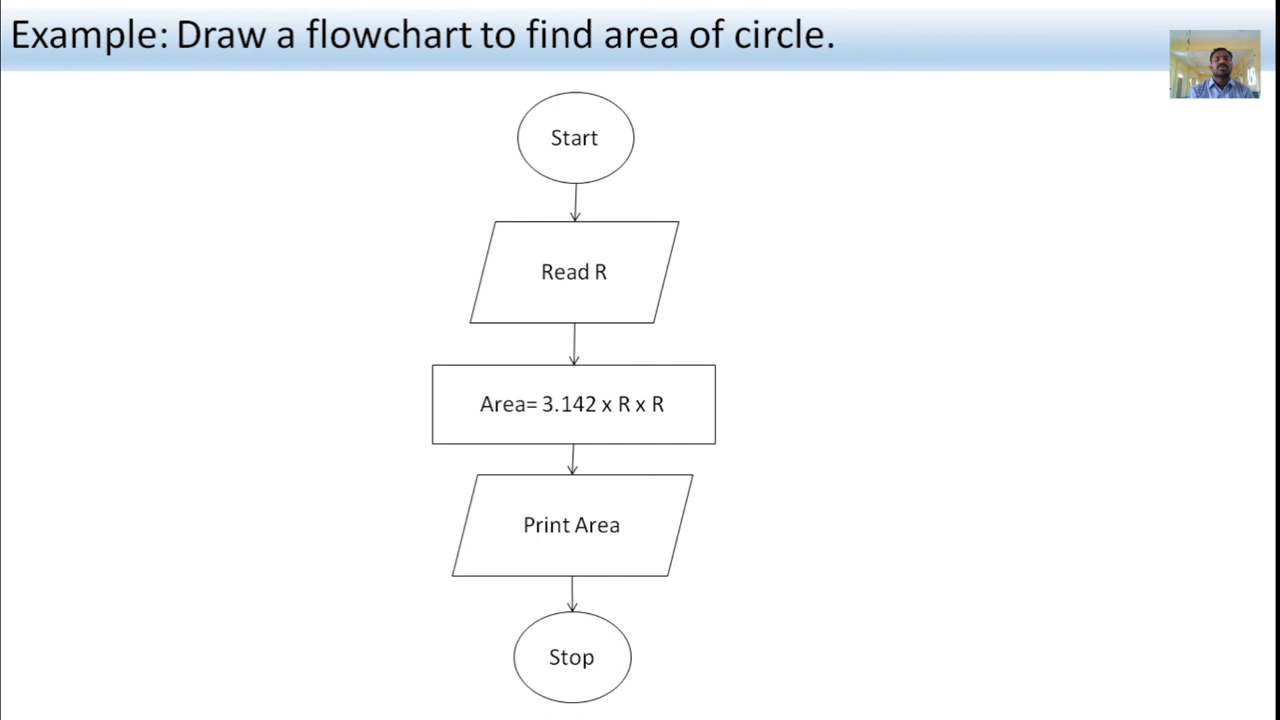 Example: Draw a flowchart to find area of circle.
Start
Read R
Area= 3.142 x R x R
Print Area
Stop